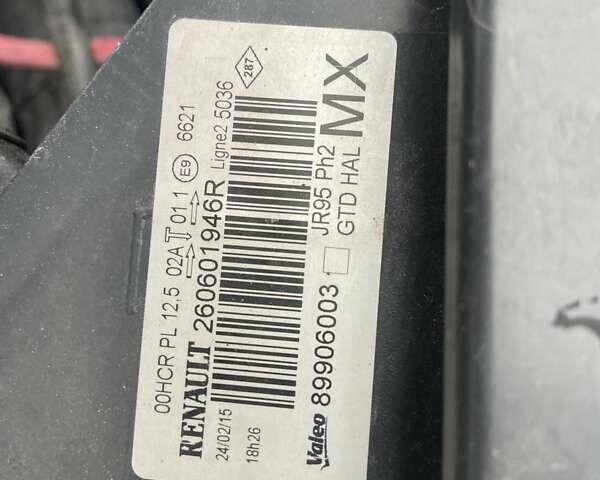 00HCR PL 12,5 02A 01 1 E9 6621
RENAULT 260601946R
24/02/15 Ligne2 5036
18h26 287
Valeo 89906003 JR95 Ph2
GTD HAL
MX